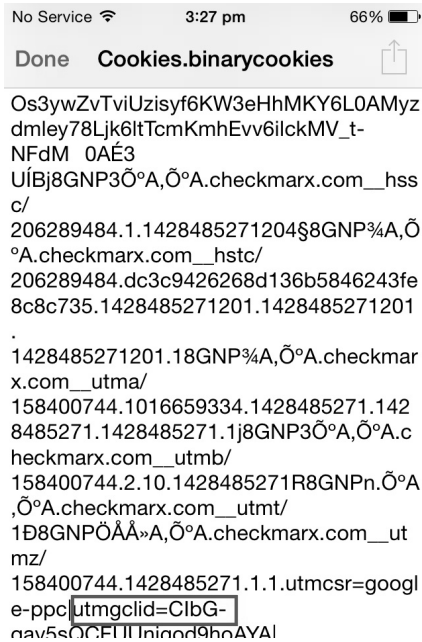 No Service 3:27 pm 66%
Done Cookies.binarycookies
Os3ywZvTviUzisyf6KW3eHhMKY6L0AMyz
dmley78Ljk6ltTcmKmhEvv6ilckMV_t-
NFdM 0AÉ3
UÍBj8GNP3ÕºA,ÕºA.checkmarx.com__hss
c/
206289484.1.1428485271204§8GNP¾A,Õ
ºA.checkmarx.com__hstc/
206289484.dc3c9426268d136b5846243fe
8c8c735.1428485271201.1428485271201
.
1428485271201.18GNP¾A,ÕºA.checkmar
x.com__utma/
158400744.1016659334.1428485271.142
8485271.1428485271.1j8GNP3ÕºA,ÕºA.c
heckmarx.com__utmb/
158400744.2.10.1428485271R8GNPn.ÕºA
,ÕºA.checkmarx.com__utmt/
1Ð8GNPÖÅÅ»A,ÕºA.checkmarx.com__ut
mz/
158400744.1428485271.1.1.utmcsr=googl
e-ppc|utmgclid=CIbG-